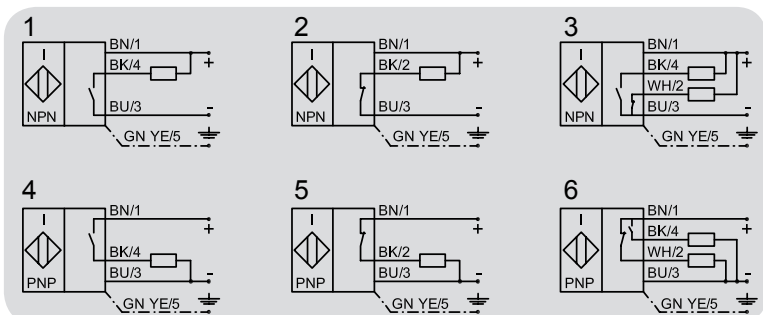 1
BN/1
I
+
BK/4
BU/3
-
NPN
GN YE/5
2
BN/1
I
+
BK/2
BU/3
-
NPN
GN YE/5
3
BN/1
I
+
BK/4
WH/2
BU/3
-
NPN
GN YE/5
4
BN/1
I
+
BK/4
BU/3
-
PNP
GN YE/5
5
BN/1
I
+
BK/2
BU/3
-
PNP
GN YE/5
6
BN/1
I
+
BK/4
WH/2
BU/3
-
PNP
GN YE/5